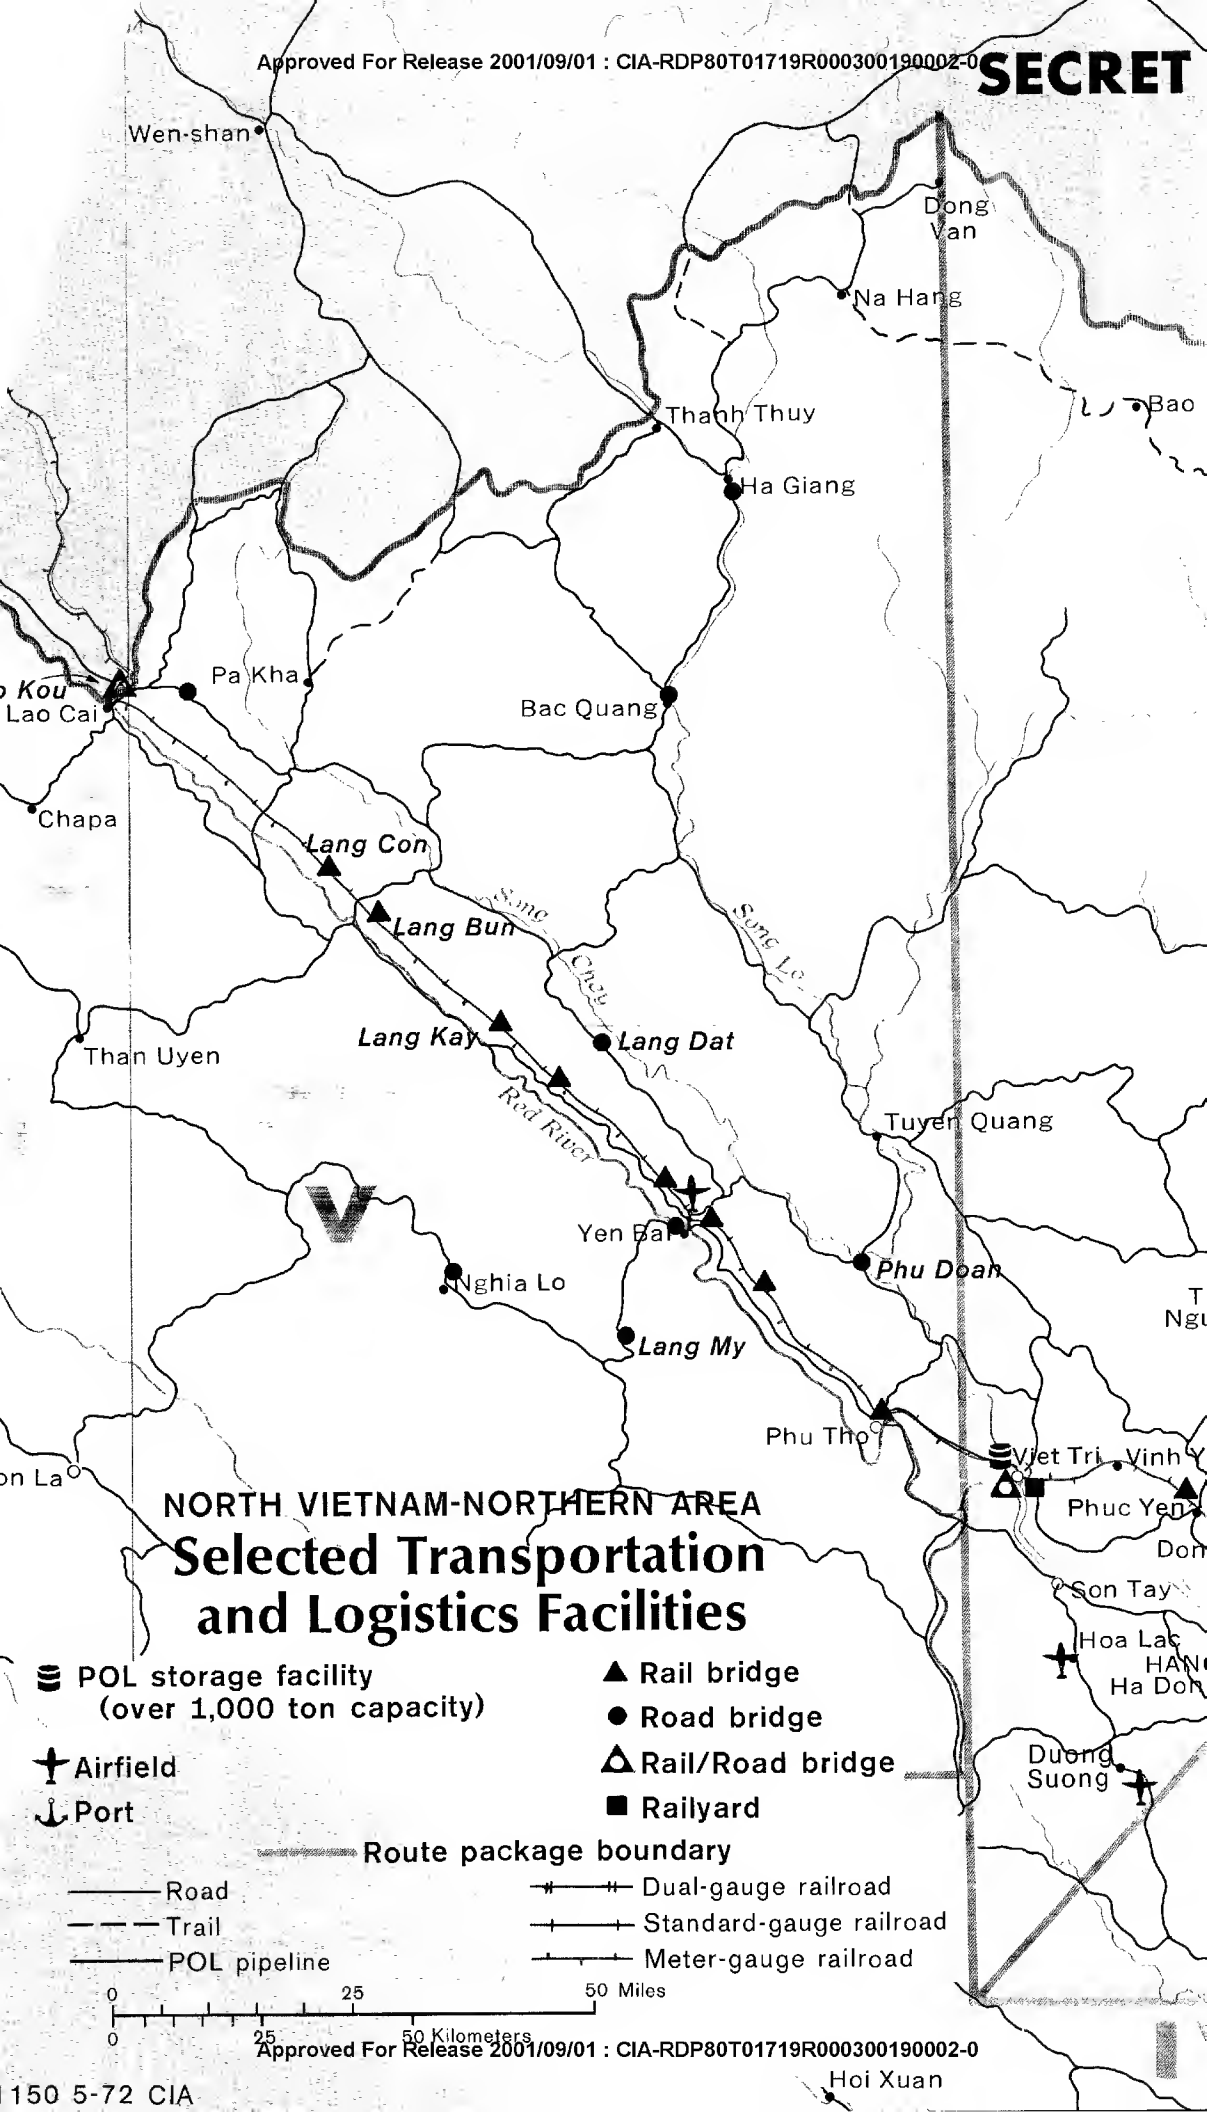 Approved For Release 2001/09/01 : CIA-RDP80T01719R000300190002-0
SECRET
Wen-shan
Dong
Van
Na Hang
Bao
Thanh Thuy
Ha Giang
Pa Kha
Kou
Lao Cai
Bac Quang
Chapa
Lang Con
Song
Chay
Song Lo
Lang Bun
Lang Kay
Lang Dat
Than Uyen
Red River
Tuyen Quang
V
Yen Bai
Phu Doan
Nghia Lo
T
Ngu
Lang My
Phu Tho
Viet Tri
Vinh Y
on La
Phuc Yen
Don
Son Tay
Hoa Lac
HAN
Ha Don
Duong
Suong
NORTH VIETNAM-NORTHERN AREA
Selected Transportation
and Logistics Facilities
POL storage facility
(over 1,000 ton capacity)
Airfield
Port
Rail bridge
Road bridge
Rail/Road bridge
Railyard
Route package boundary
Road
Trail
POL pipeline
Dual-gauge railroad
Standard-gauge railroad
Meter-gauge railroad
0 25 50 Miles
0 25 50 Kilometers
Approved For Release 2001/09/01 : CIA-RDP80T01719R000300190002-0
Hoi Xuan
1150 5-72 CIA